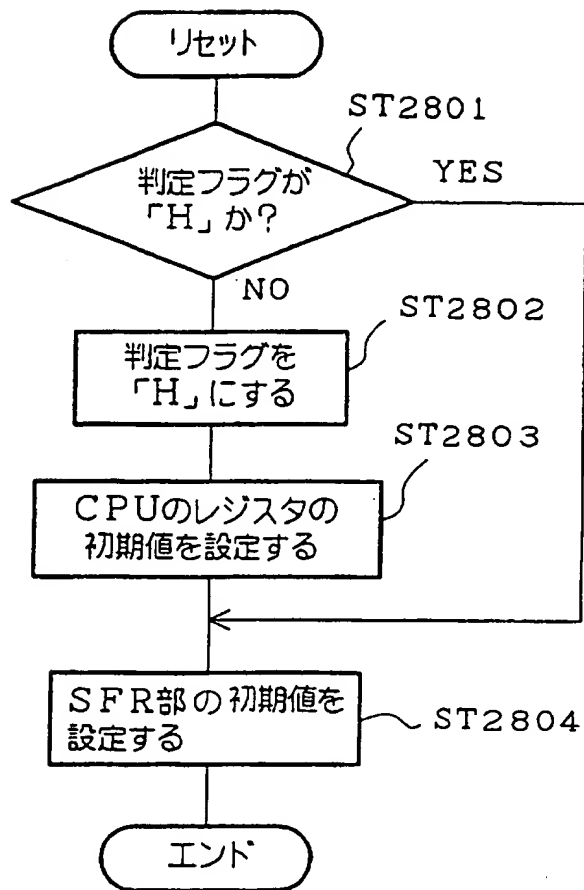 リセット
ST2801
判定フラグが
「H」か?
YES
NO
ST2802
判定フラグを
「H」にする
ST2803
CPUのレジスタの
初期値を設定する
SFR部の初期値を
設定する
ST2804
エンド